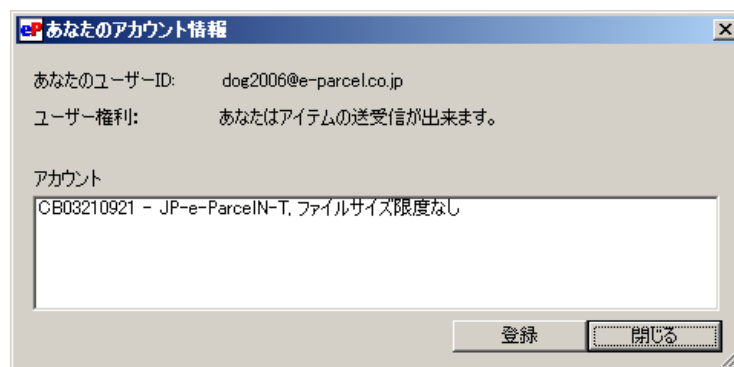 eP あなたのアカウント情報
あなたのユーザーID: dog2006@e-parcel.co.jp
ユーザー権利: あなたはアイテムの送受信が出来ます。
アカウント
CB03210921 - JP-e-ParcelN-T, ファイルサイズ限度なし
登録 閉じる